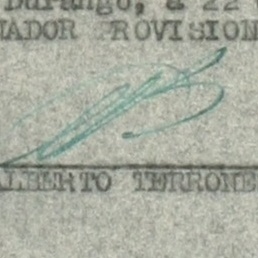 Durango, a 22
NADOR PROVISION
ALBERTO TERRONE